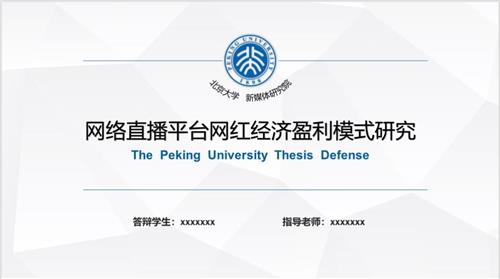 PEKING UNIVERSITY
1898
北京大学 新媒体研究院
网络直播平台网红经济盈利模式研究
The Peking University Thesis Defense
答辩学生：xxxxxxx 指导老师：xxxxxxx